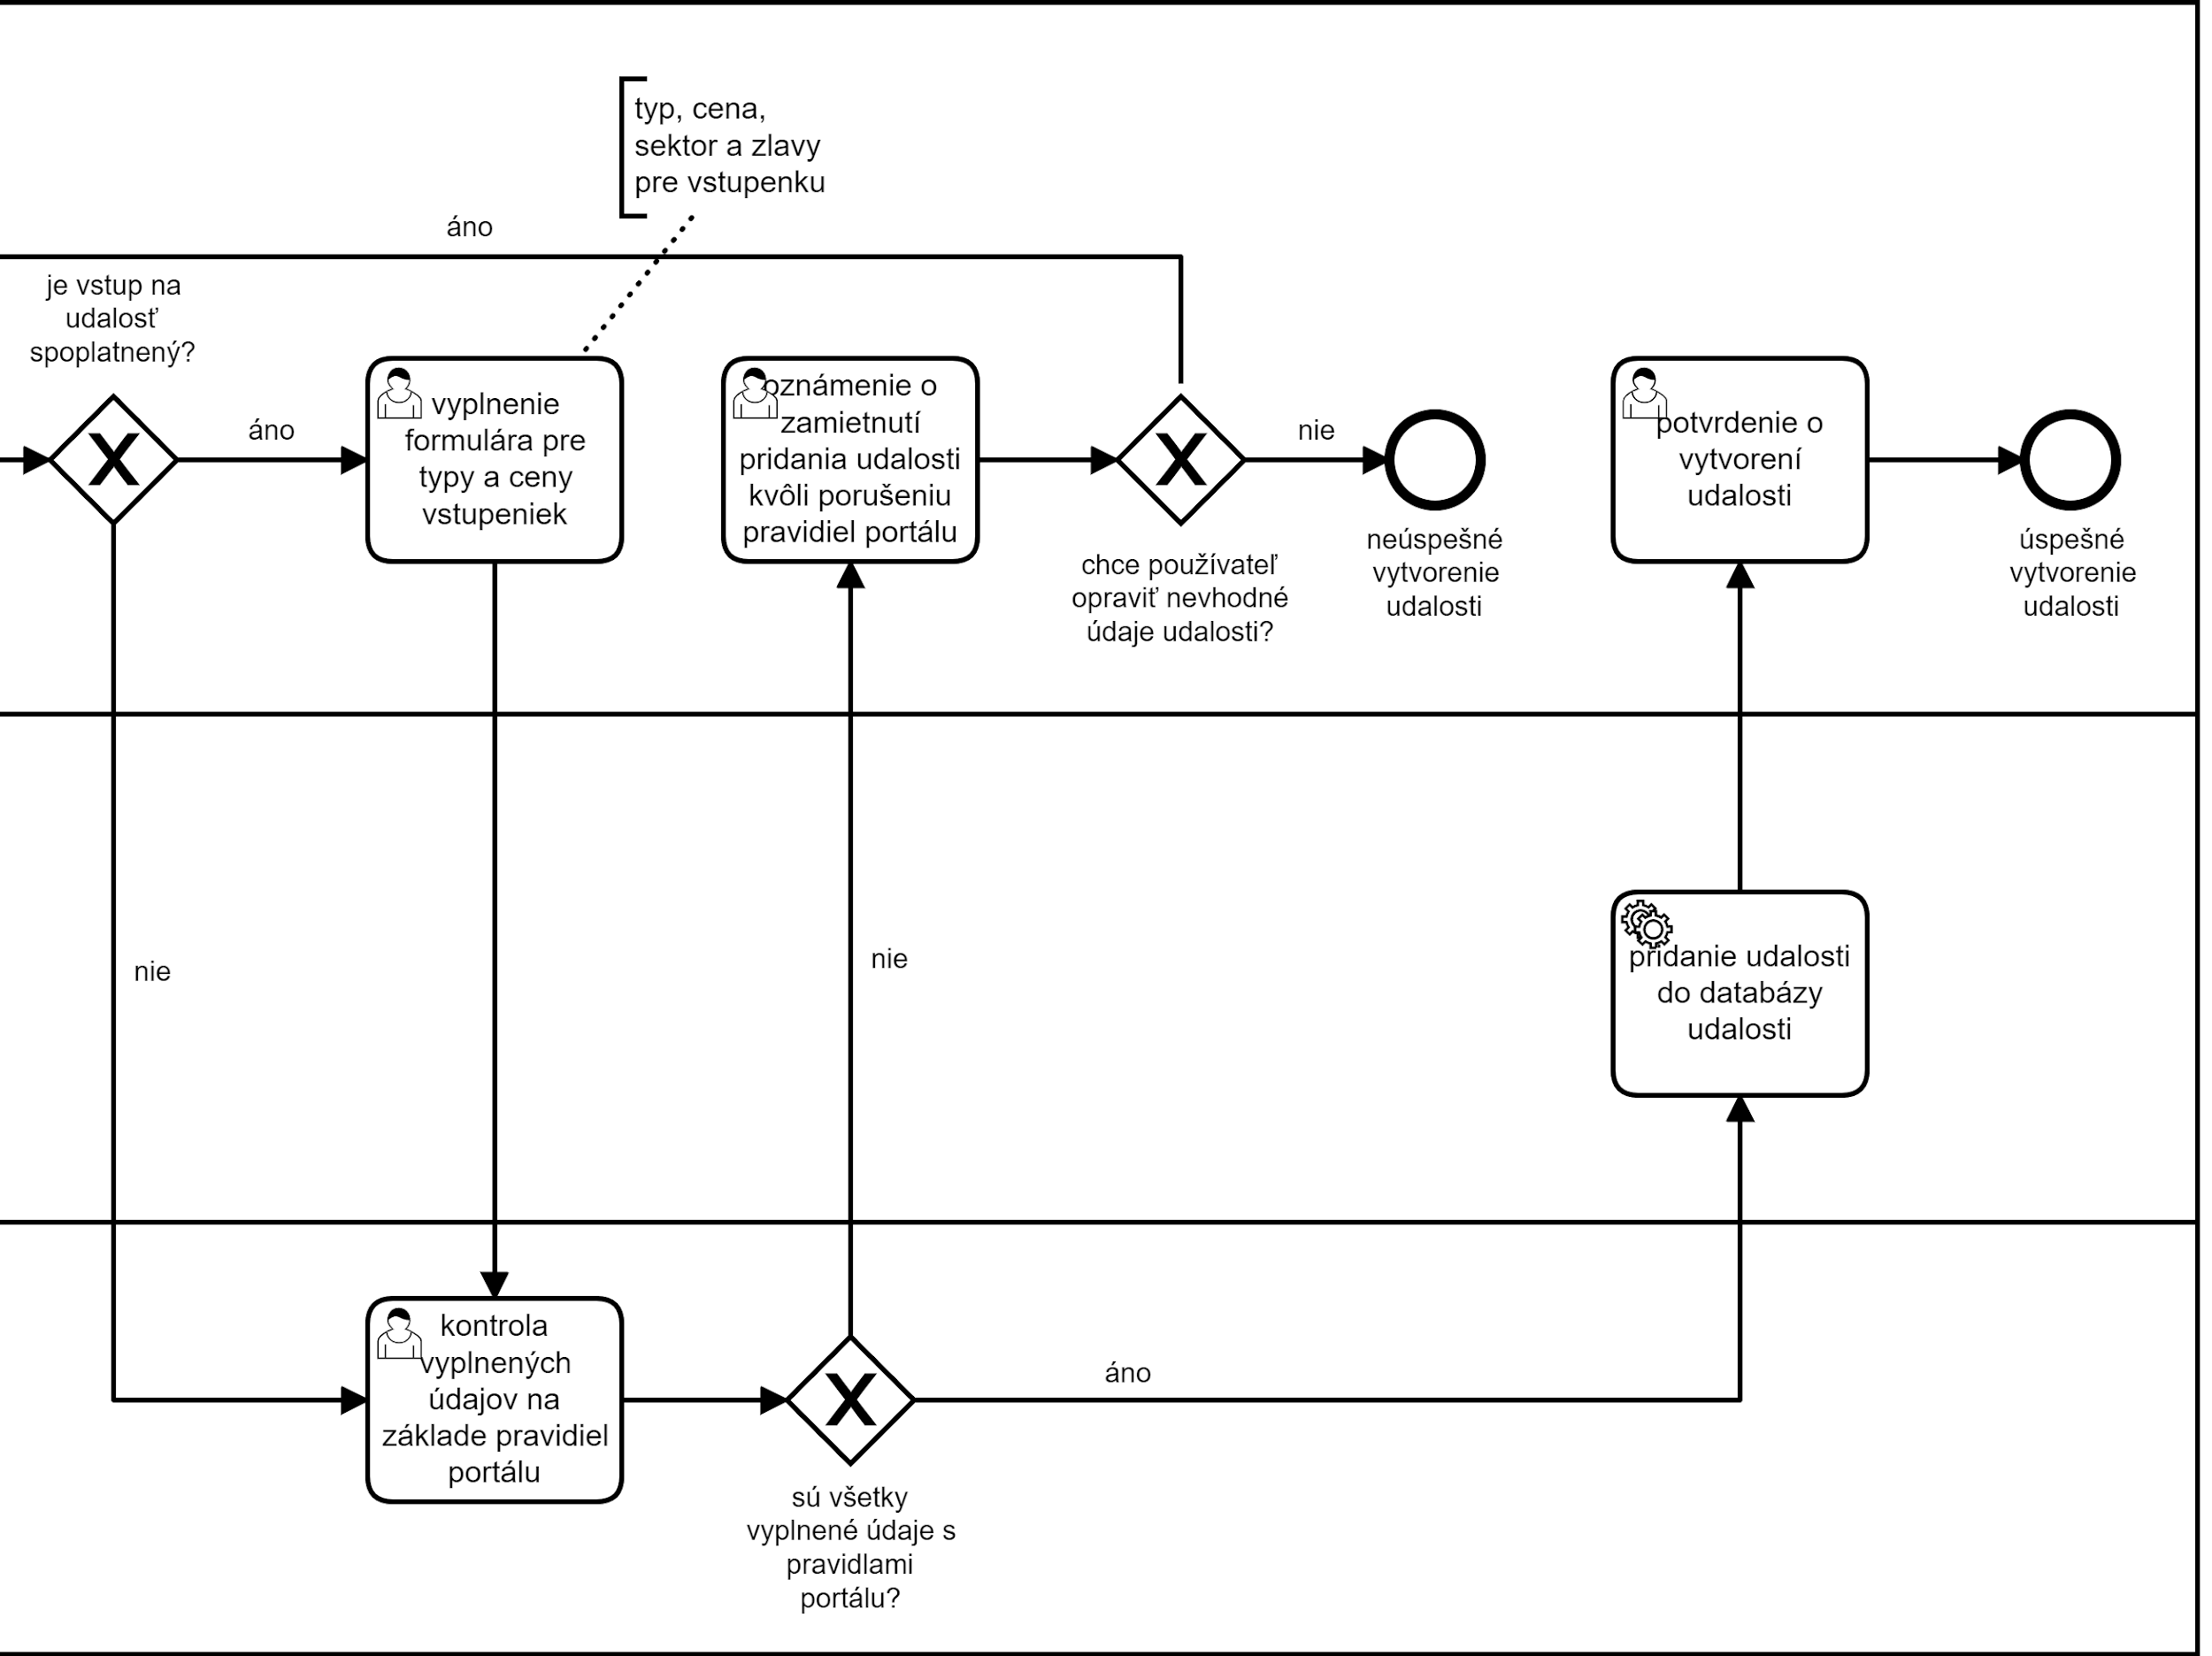 typ, cena,
sektor a zlavy
pre vstupenku
áno
je vstup na
udalosť
spoplatnený?
áno
vyplnenie
formulára pre
typy a ceny
vstupeniek
oznámenie o
zamietnutí
pridania udalosti
kvôli porušeniu
pravidiel portálu
chce používateľ
opraviť nevhodné
údaje udalosti?
nie
neúspešné
vytvorenie
udalosti
potvrdenie o
vytvorení
udalosti
úspešné
vytvorenie
udalosti
nie
nie
pridanie udalosti
do databázy
udalosti
kontrola
vyplnených
údajov na
základe pravidiel
portálu
áno
sú všetky
vyplnené údaje s
pravidlami
portálu?